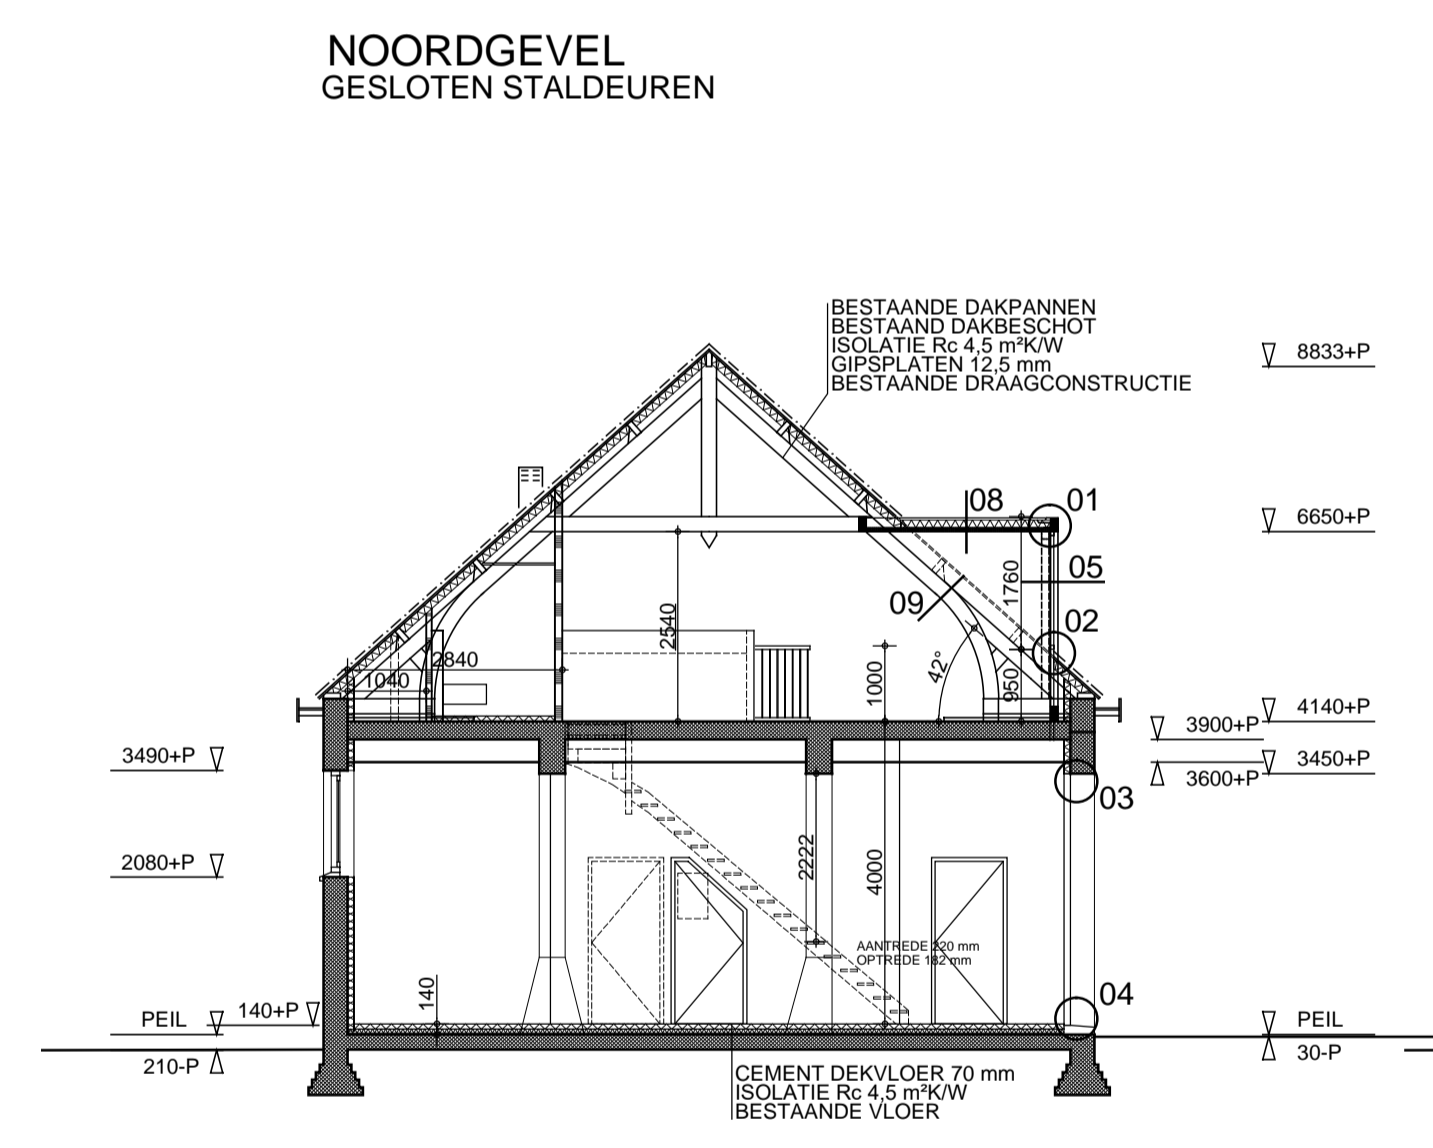 NOORDGEVEL
GESLOTEN STALDEUREN
BESTAANDE DAKPANNEN
BESTAAND DAKBESCHOT
ISOLATIE Rc 4,5 m²K/W
GIPSPLATEN 12,5 mm
BESTAANDE DRAAGCONSTRUCTIE
8833+P
08
01
6650+P
05
1760
09
02
2540
2840
1040
1000
42°
950
4140+P
3900+P
3490+P
3450+P
3600+P
03
2080+P
2222
4000
AANTREDE 220 mm
OPTREDE 182 mm
140
04
140+P
PEIL
PEIL
210-P
30-P
CEMENT DEKVLOER 70 mm
ISOLATIE Rc 4,5 m²K/W
BESTAANDE VLOER